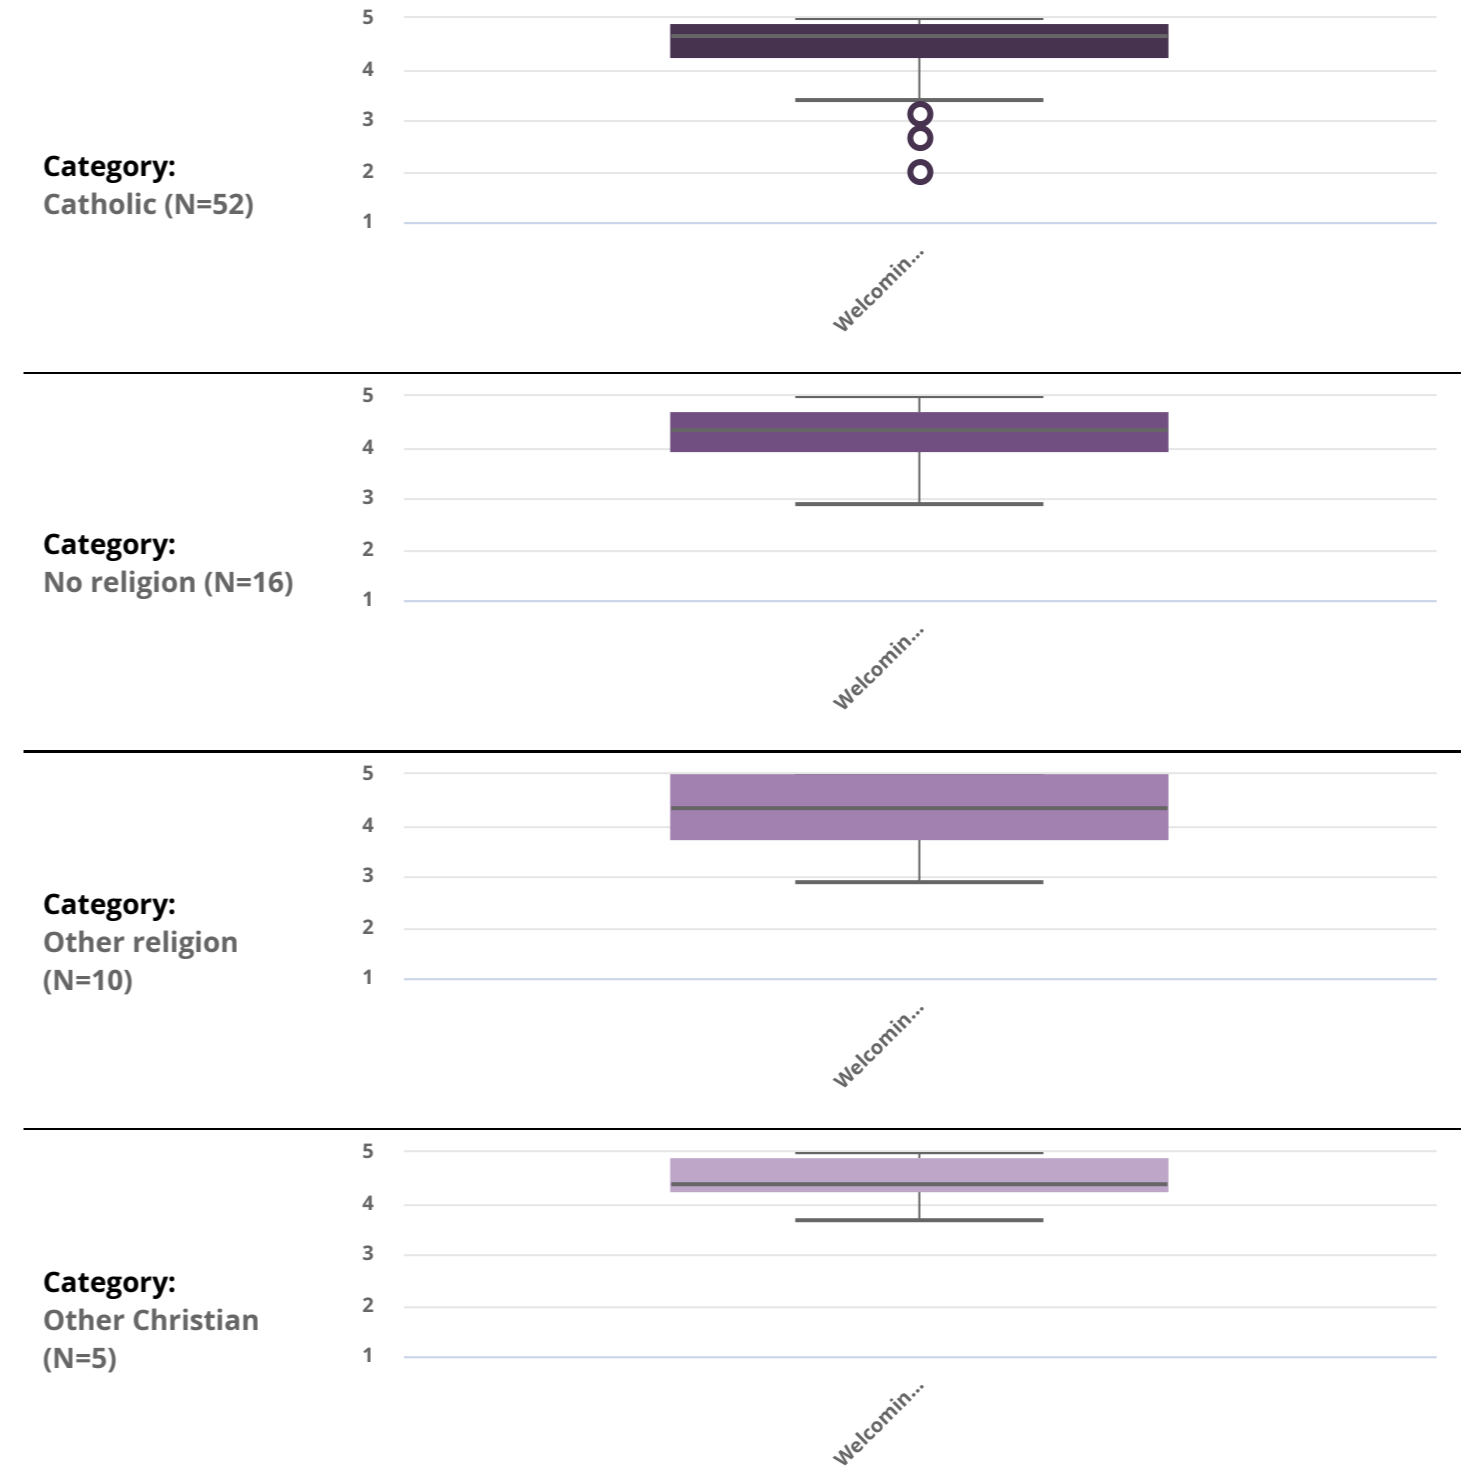 5
4
3
2
1
Category:
Catholic (N=52)
Welcomin...
5
4
3
2
1
Category:
No religion (N=16)
Welcomin...
5
4
3
2
1
Category:
Other religion
(N=10)
Welcomin...
5
4
3
2
1
Category:
Other Christian
(N=5)
Welcomin...